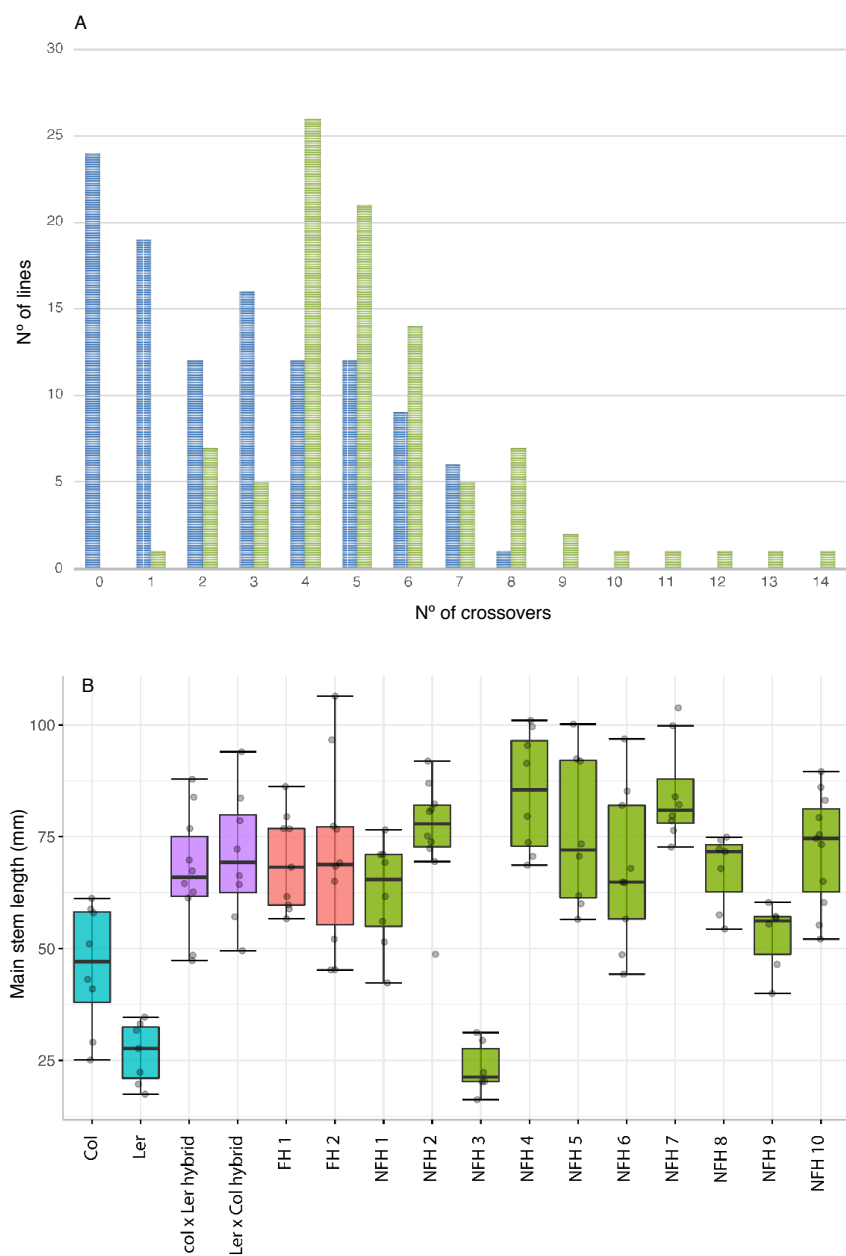 A
30
25
20
15
10
5
0
Nº of lines
0 1 2 3 4 5 6 7 8 9 10 11 12 13 14
Nº of crossovers
B
100
75
50
25
Main stem length (mm)
Col
Ler
col x Ler hybrid
Ler x Col hybrid
FH 1
FH 2
NFH 1
NFH 2
NFH 3
NFH 4
NFH 5
NFH 6
NFH 7
NFH 8
NFH 9
NFH 10